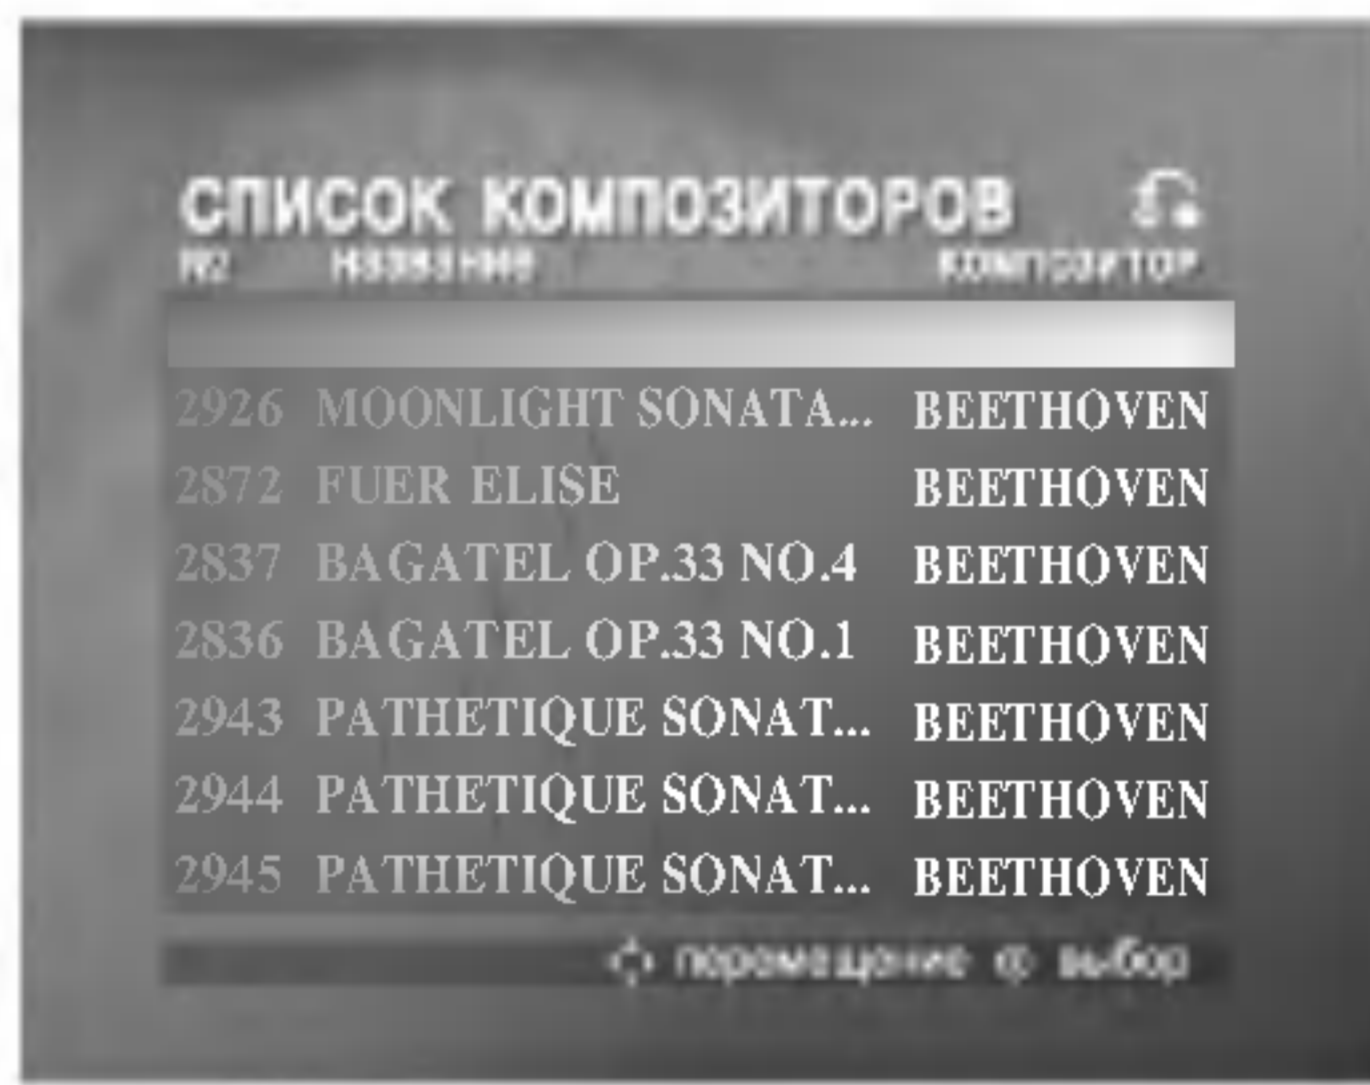 СПИСОК КОМПОЗИТОРОВ
№ НАЗВАНИЕ КОМПОЗИТОР
2926 MOONLIGHT SONATA... BEETHOVEN
2872 FUER ELISE BEETHOVEN
2837 BAGATEL OP.33 NO.4 BEETHOVEN
2836 BAGATEL OP.33 NO.1 BEETHOVEN
2943 PATHETIQUE SONAT... BEETHOVEN
2944 PATHETIQUE SONAT... BEETHOVEN
2945 PATHETIQUE SONAT... BEETHOVEN
перемещение выбор